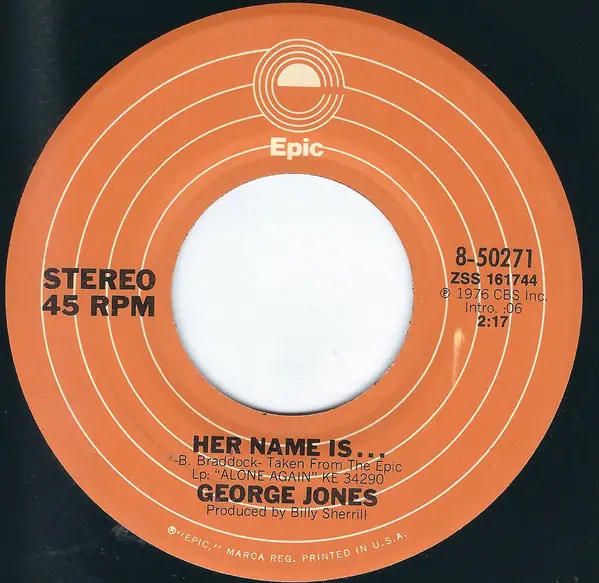 Epic
STEREO
45 RPM
8-50271
ZSS 161744
℗ 1976 CBS Inc.
Intro. :06
2:17
HER NAME IS...
-B. Braddock- Taken From The Epic
Lp: "ALONE AGAIN" KE 34290
GEORGE JONES
Produced by Billy Sherrill
®"EPIC," MARCA REG. PRINTED IN U.S.A.